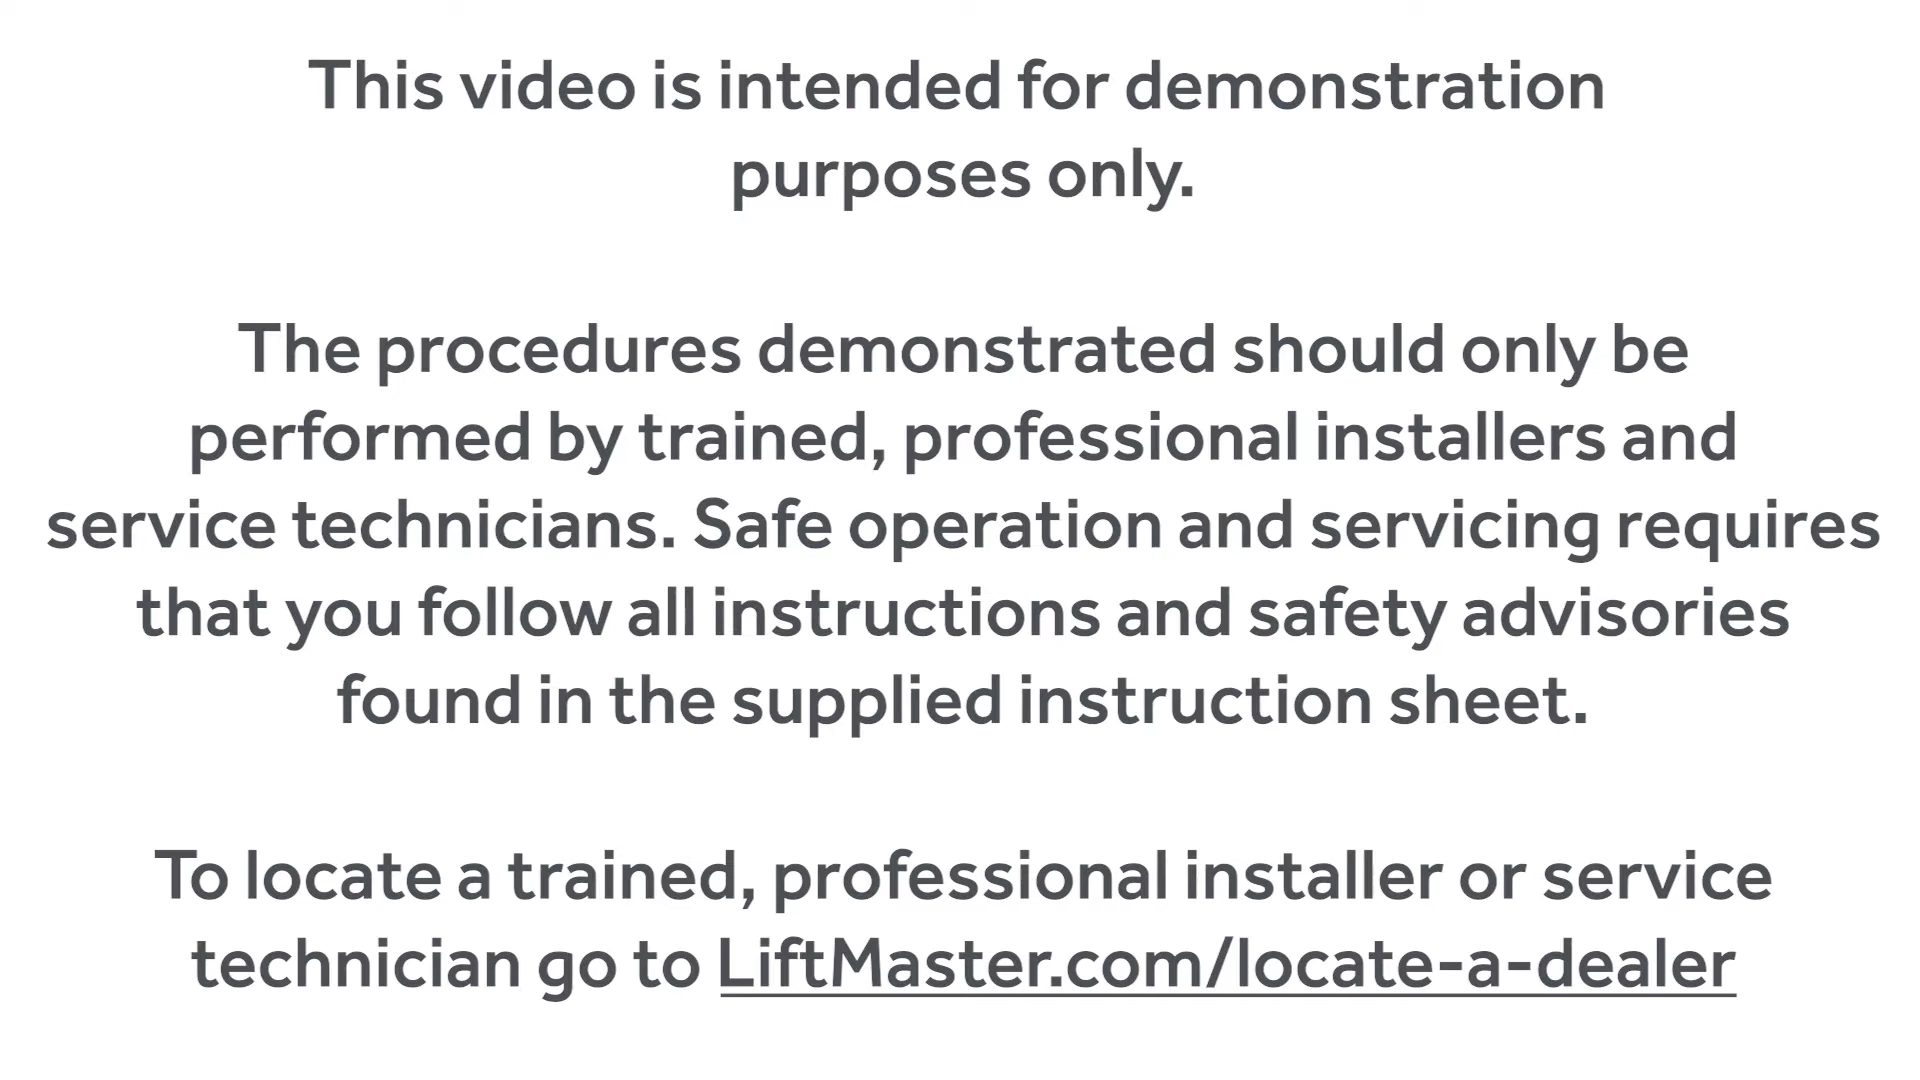 This video is intended for demonstration
purposes only.
The procedures demonstrated should only be
performed by trained, professional installers and
service technicians. Safe operation and servicing requires
that you follow all instructions and safety advisories
found in the supplied instruction sheet.
To locate a trained, professional installer or service
technician go to LiftMaster.com/locate-a-dealer